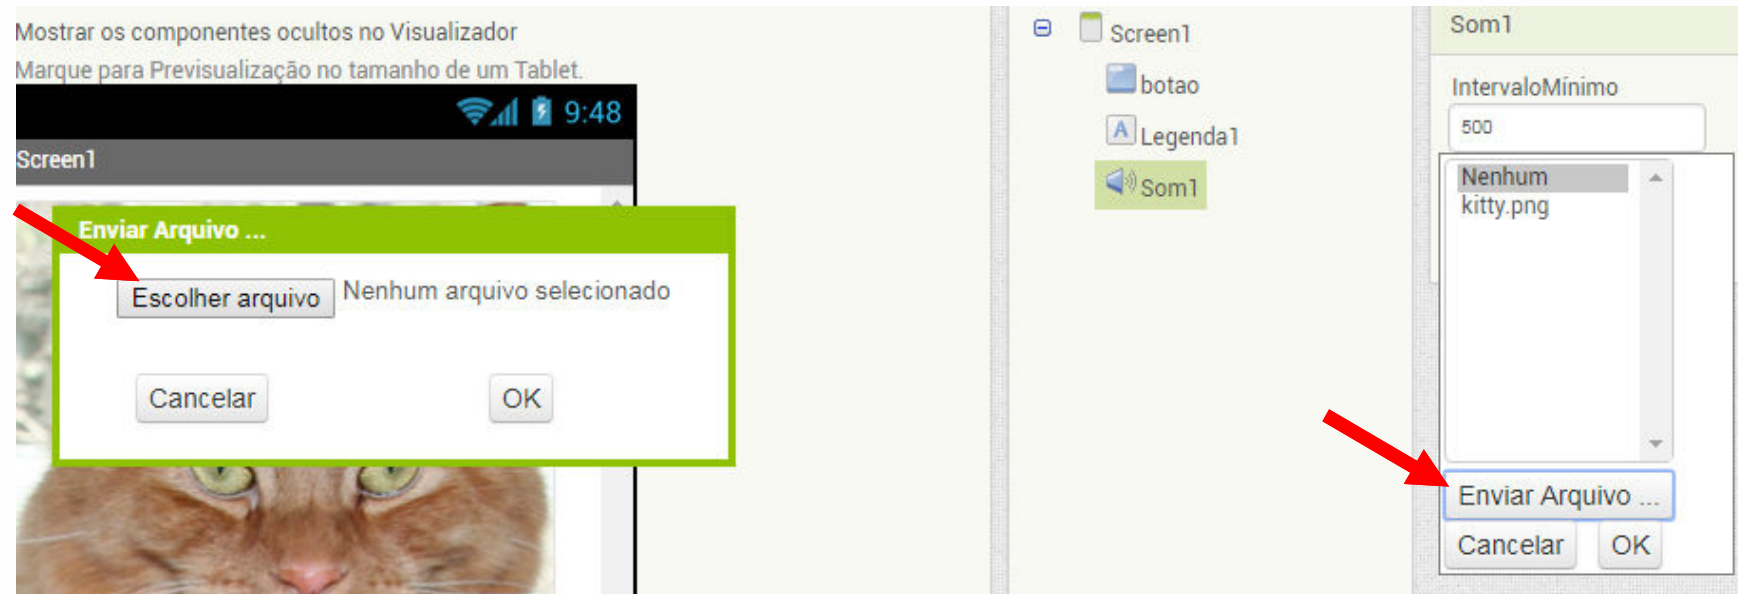 Mostrar os componentes ocultos no Visualizador
Marque para Previsualização no tamanho de um Tablet.
9:48
Screen1
Enviar Arquivo ...
Escolher arquivo Nenhum arquivo selecionado
Cancelar OK
Screen1
botao
A Legenda1
Som1
Som1
IntervaloMínimo
500
Nenhum
kitty.png
Enviar Arquivo ...
Cancelar OK